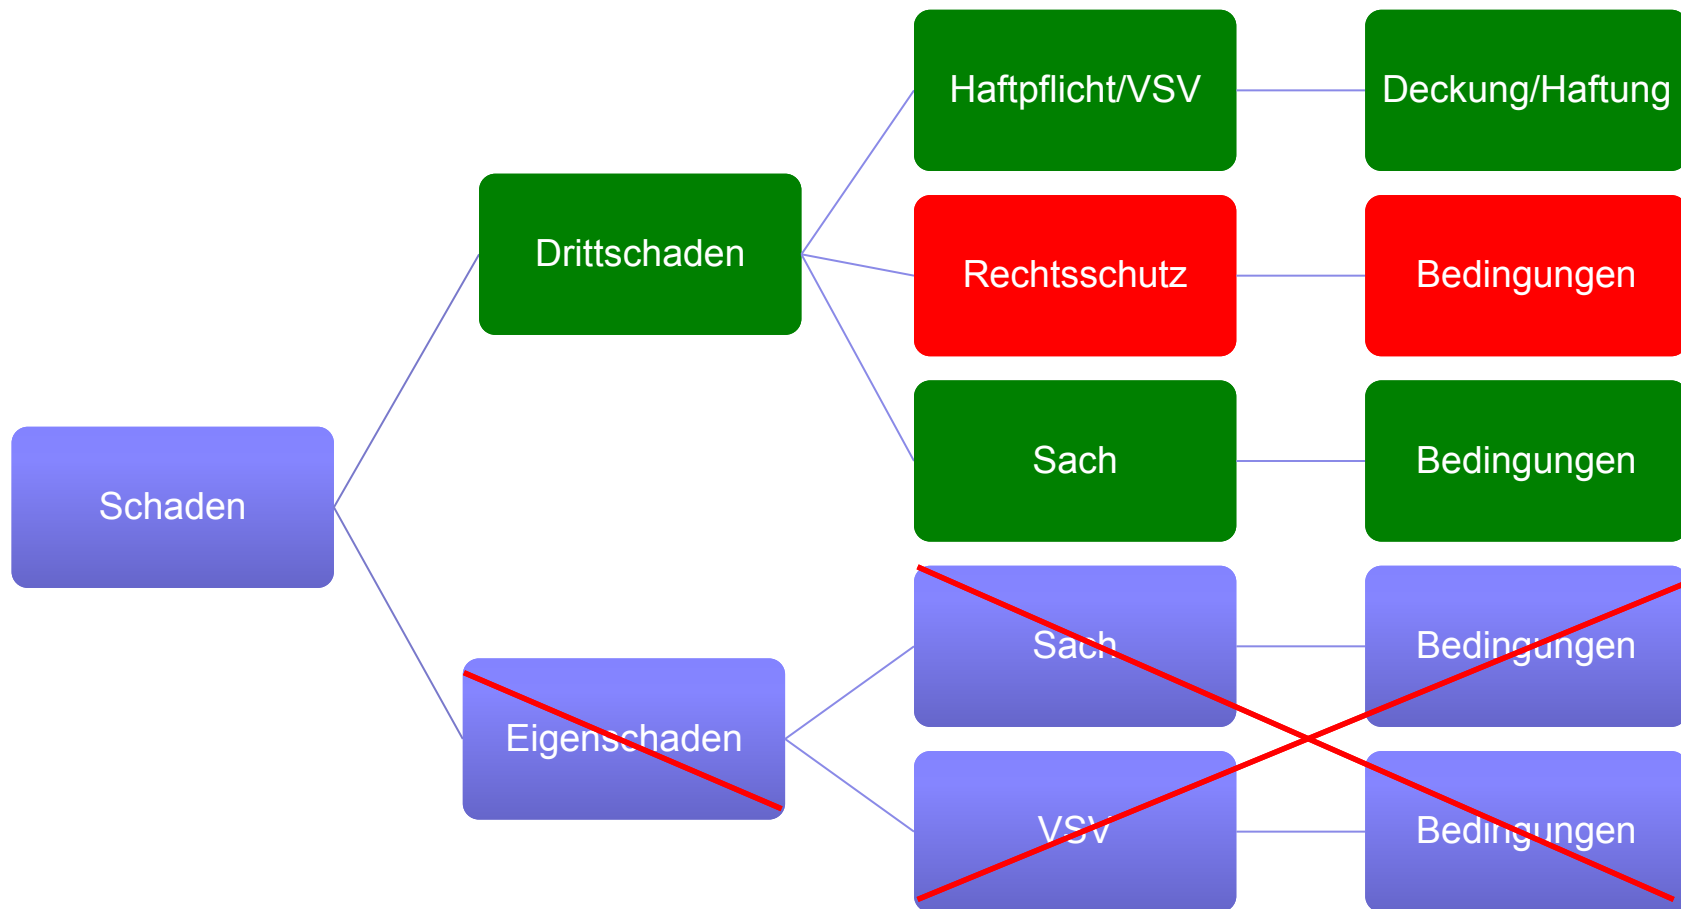 Haftpflicht/VSV
Deckung/Haftung
Drittschaden
Rechtsschutz
Bedingungen
Sach
Bedingungen
Schaden
Sach
Bedingungen
Eigenschaden
VSV
Bedingungen